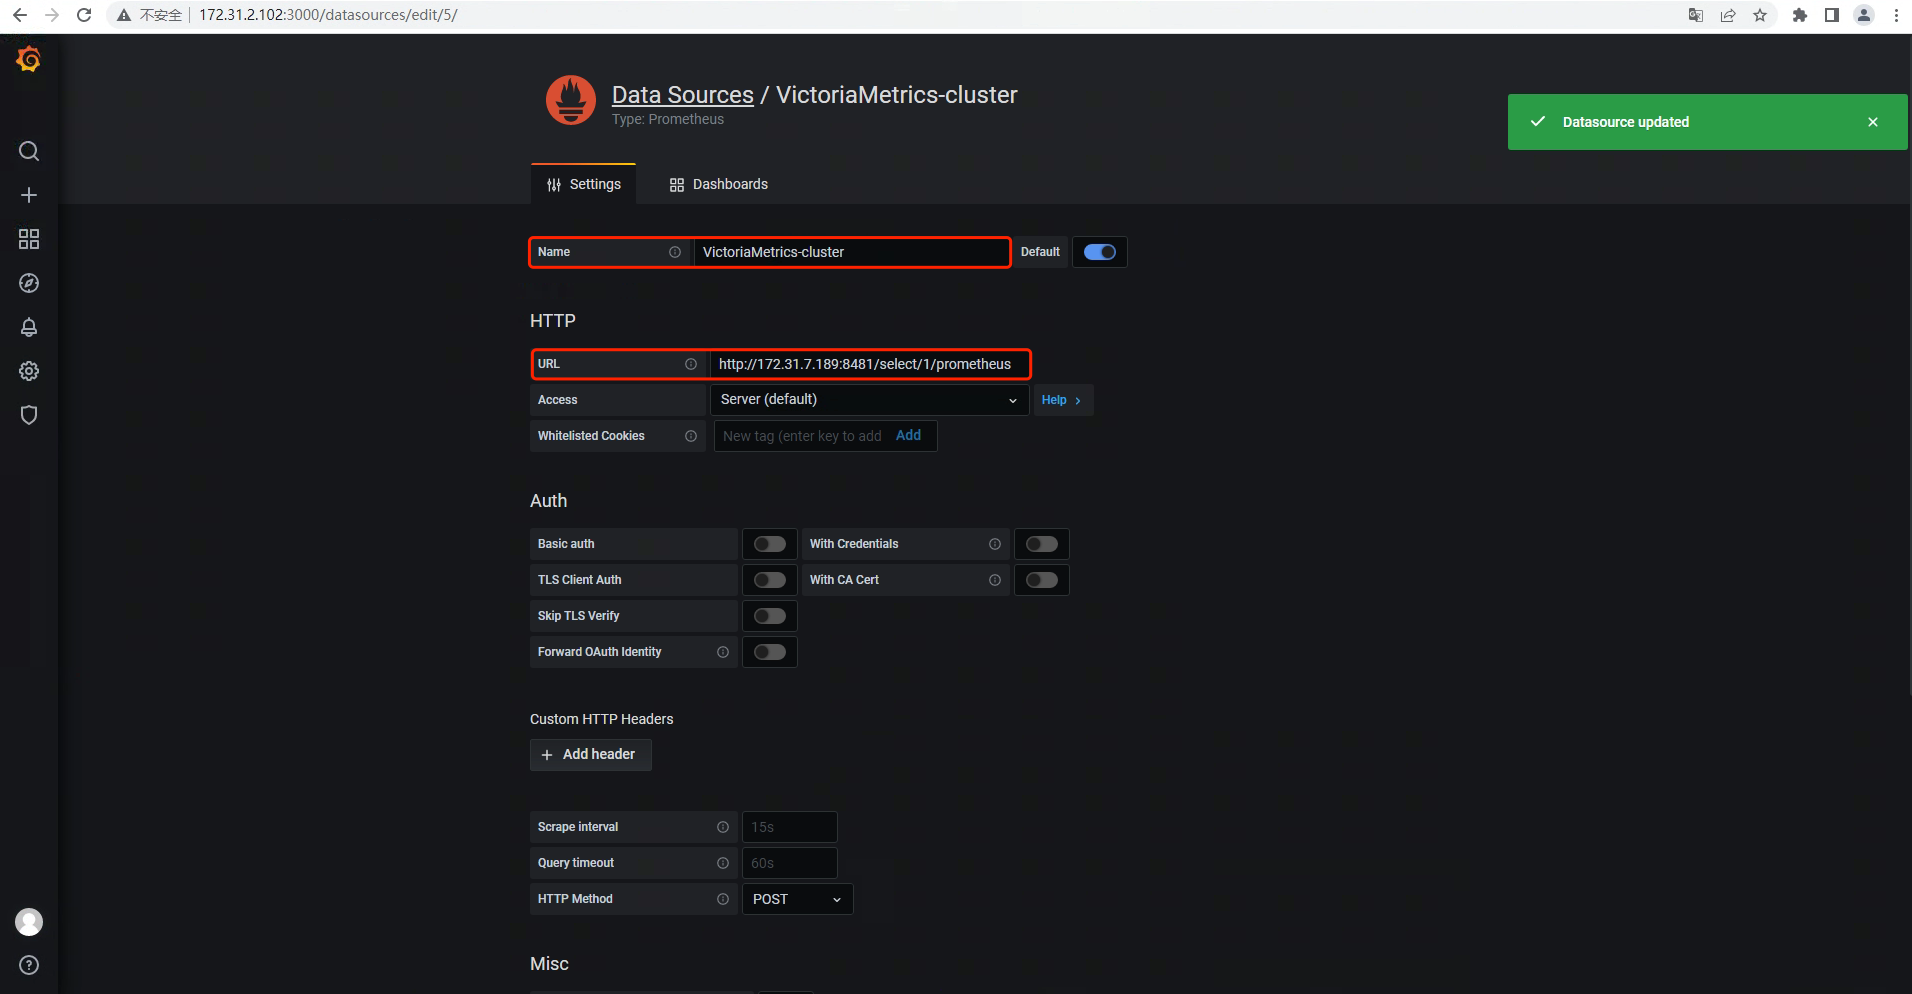 不安全 172.31.2.102:3000/datasources/edit/5/
Data Sources / VictoriaMetrics-cluster
Type: Prometheus
Datasource updated
Settings Dashboards
Name VictoriaMetrics-cluster Default
HTTP
URL http://172.31.7.189:8481/select/1/prometheus
Access Server (default) Help
Whitelisted Cookies New tag (enter key to add Add
Auth
Basic auth With Credentials
TLS Client Auth With CA Cert
Skip TLS Verify
Forward OAuth Identity
Custom HTTP Headers
Add header
Scrape interval 15s
Query timeout 60s
HTTP Method POST
Misc